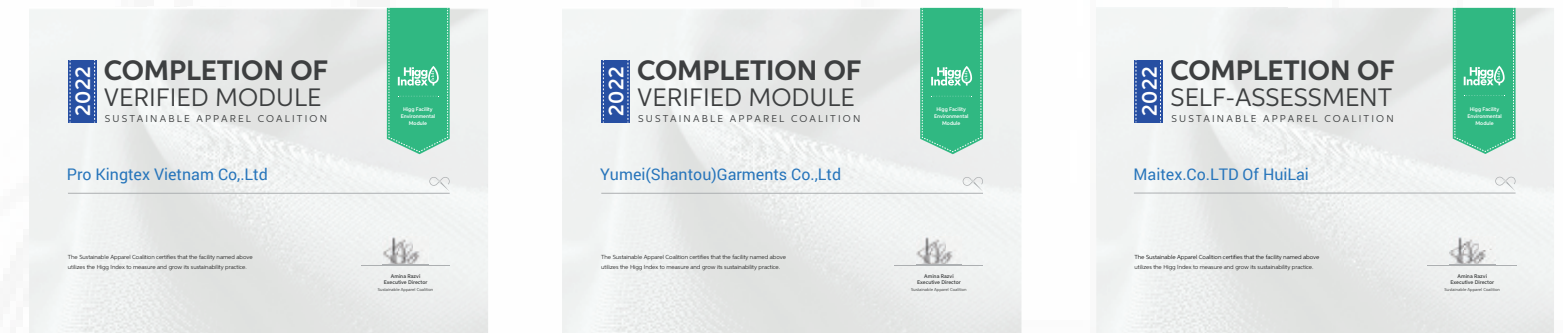 2022
COMPLETION OF
VERIFIED MODULE
SUSTAINABLE APPAREL COALITION
Higg
Index
Higg Facility
Environmental
Module
Pro Kingtex Vietnam Co,.Ltd
The Sustainable Apparel Coalition certifies that the facility named above
utilizes the Higg Index to measure and grow its sustainability practice.
Amina Razvi
Executive Director
Sustainable Apparel Coalition
2022
COMPLETION OF
VERIFIED MODULE
SUSTAINABLE APPAREL COALITION
Higg
Index
Higg Facility
Environmental
Module
Yumei(Shantou)Garments Co.,Ltd
The Sustainable Apparel Coalition certifies that the facility named above
utilizes the Higg Index to measure and grow its sustainability practice.
Amina Razvi
Executive Director
Sustainable Apparel Coalition
2022
COMPLETION OF
SELF-ASSESSMENT
SUSTAINABLE APPAREL COALITION
Higg
Index
Higg Facility
Environmental
Module
Maitex.Co.LTD Of HuiLai
The Sustainable Apparel Coalition certifies that the facility named above
utilizes the Higg Index to measure and grow its sustainability practice.
Amina Razvi
Executive Director
Sustainable Apparel Coalition